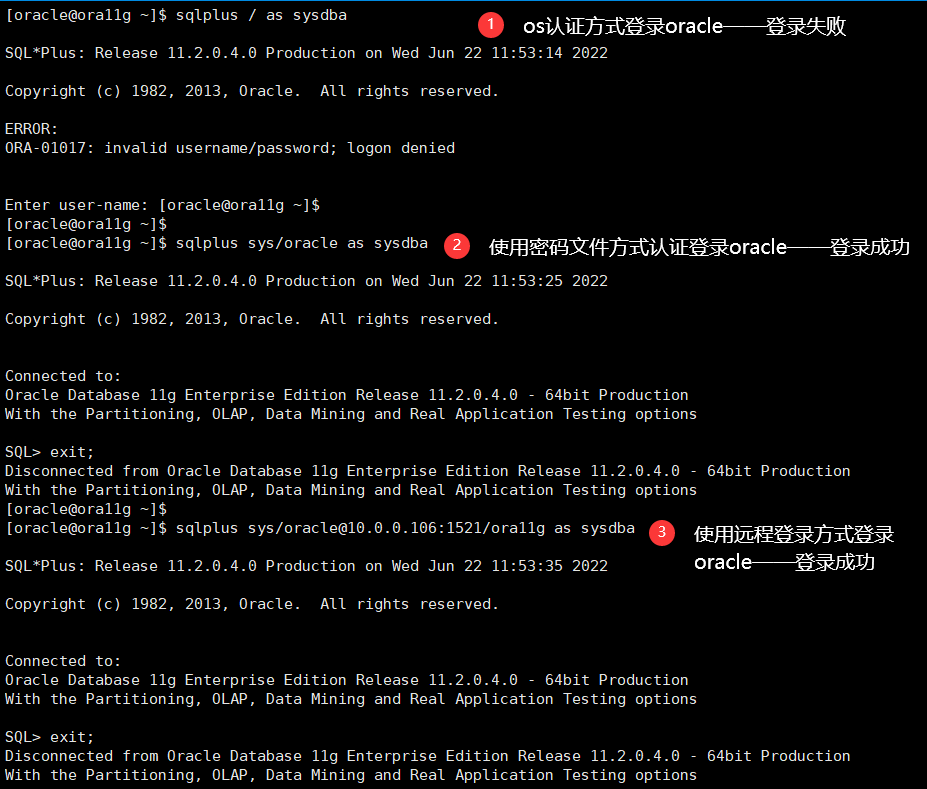 [oracle@ora11g ~]$ sqlplus / as sysdba
1 os认证方式登录oracle——登录失败
SQL*Plus: Release 11.2.0.4.0 Production on Wed Jun 22 11:53:14 2022
Copyright (c) 1982, 2013, Oracle.  All rights reserved.
ERROR:
ORA-01017: invalid username/password; logon denied
Enter user-name: [oracle@ora11g ~]$
[oracle@ora11g ~]$
[oracle@ora11g ~]$ sqlplus sys/oracle as sysdba
2 使用密码文件方式认证登录oracle——登录成功
SQL*Plus: Release 11.2.0.4.0 Production on Wed Jun 22 11:53:25 2022
Copyright (c) 1982, 2013, Oracle.  All rights reserved.
Connected to:
Oracle Database 11g Enterprise Edition Release 11.2.0.4.0 - 64bit Production
With the Partitioning, OLAP, Data Mining and Real Application Testing options
SQL> exit;
Disconnected from Oracle Database 11g Enterprise Edition Release 11.2.0.4.0 - 64bit Production
With the Partitioning, OLAP, Data Mining and Real Application Testing options
[oracle@ora11g ~]$
[oracle@ora11g ~]$ sqlplus sys/oracle@10.0.0.106:1521/ora11g as sysdba
3 使用远程登录方式登录
oracle——登录成功
SQL*Plus: Release 11.2.0.4.0 Production on Wed Jun 22 11:53:35 2022
Copyright (c) 1982, 2013, Oracle.  All rights reserved.
Connected to:
Oracle Database 11g Enterprise Edition Release 11.2.0.4.0 - 64bit Production
With the Partitioning, OLAP, Data Mining and Real Application Testing options
SQL> exit;
Disconnected from Oracle Database 11g Enterprise Edition Release 11.2.0.4.0 - 64bit Production
With the Partitioning, OLAP, Data Mining and Real Application Testing options